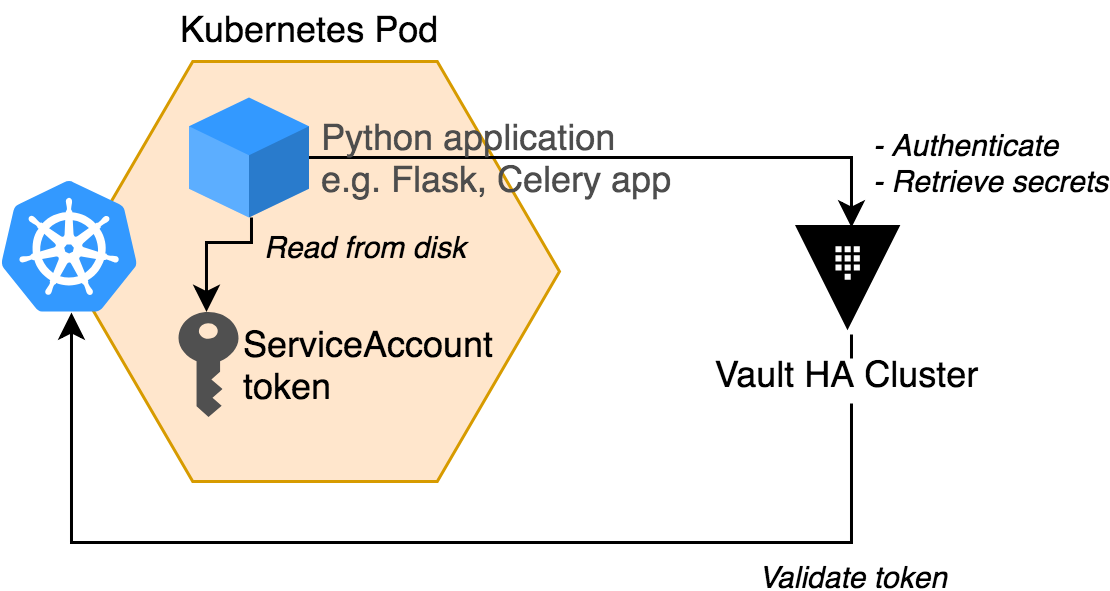 Kubernetes Pod
Python application
e.g. Flask, Celery app
- Authenticate
- Retrieve secrets
Read from disk
ServiceAccount
token
Vault HA Cluster
Validate token